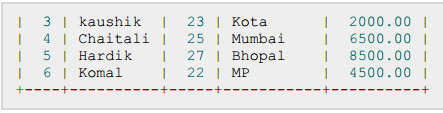 |  3 | kaushik  |  23 | Kota      |  2000.00 |
|  4 | Chaitali |  25 | Mumbai    |  6500.00 |
|  5 | Hardik   |  27 | Bhopal    |  8500.00 |
|  6 | Komal    |  22 | MP        |  4500.00 |
+----+----------+-----+-----------+----------+